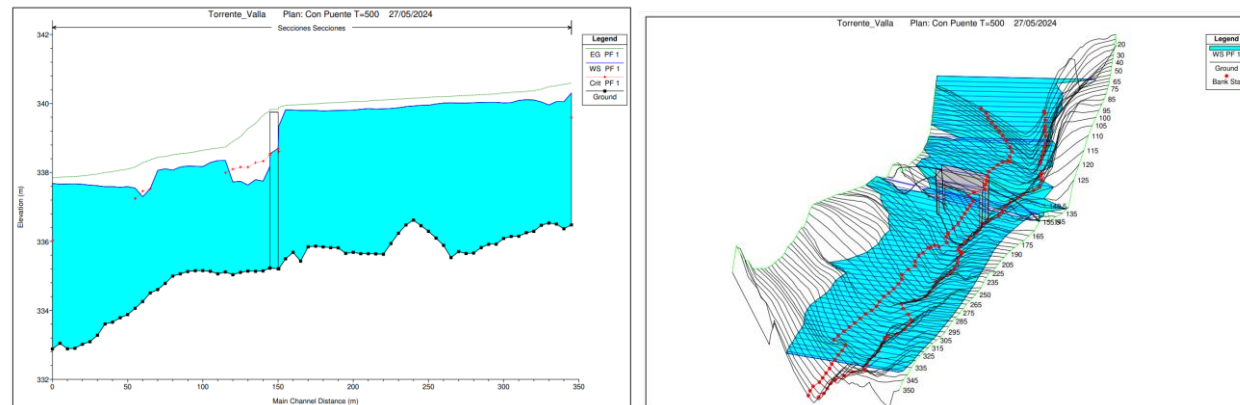 Torrente_Valla Plan: Con Puente T=500 27/05/2024
Secciones Secciones
Legend
EG PF 1
WS PF 1
Crit PF 1
Ground
Elevation (m)
342
340
338
336
334
332
0 50 100 150 200 250 300 350
Main Channel Distance (m)
Torrente_Valla Plan: Con Puente T=500 27/05/2024
Legend
WS PF 1
Ground
Bank Sta
20
30
40
50
65
75
85
95
100
105
115
120
125
135
165
175
190
205
225
235
250
265
275
285
295
305
315
325
335
345
350